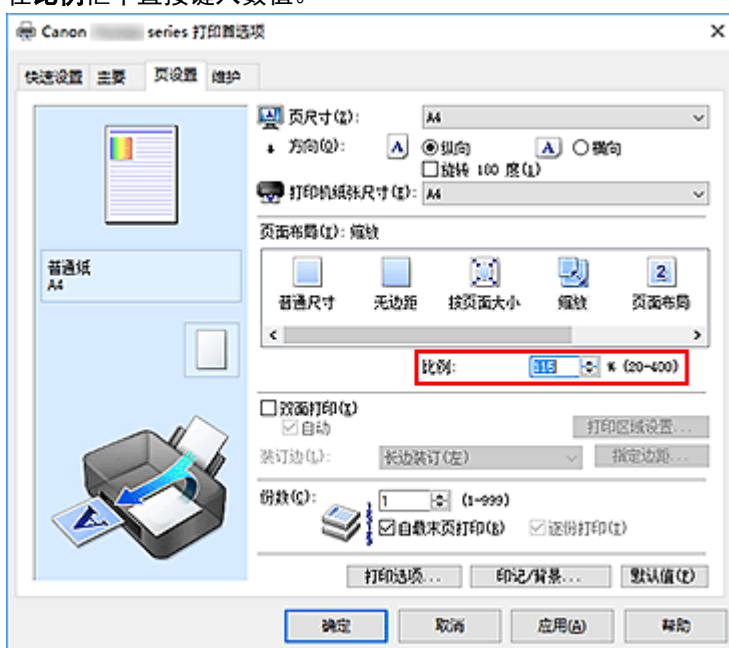 在比例框中直接键入数值。
Canon series 打印首选项
快速设置 主要 页设置 维护
页尺寸(Z): A4
方向(O): A 纵向 A 横向
旋转 180 度(1)
打印机纸张尺寸(E): A4
页面布局(I): 缩放
普通纸
A4
普通尺寸 无边距 按页面大小 缩放 页面布局
2
比例: 115 % (20-400)
双面打印(X)
自动
打印区域设置...
装订边(L): 长边装订(左) 指定边距...
份数(C): 1 (1-999)
自最末页打印(B) 逐份打印(I)
打印选项... 印记/背景... 默认值(P)
确定 取消 应用(A) 帮助